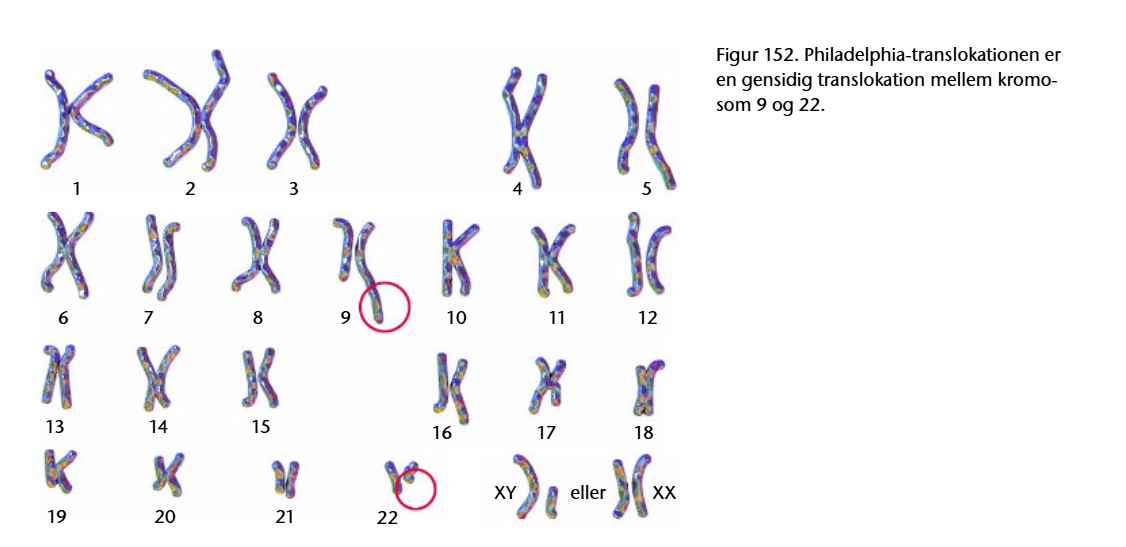 Figur 152. Philadelphia-translokationen er
en gensidig translokation mellem kromo-
som 9 og 22.
1 2 3 4 5
6 7 8 9 10 11 12
13 14 15 16 17 18
19 20 21 22 XY eller XX